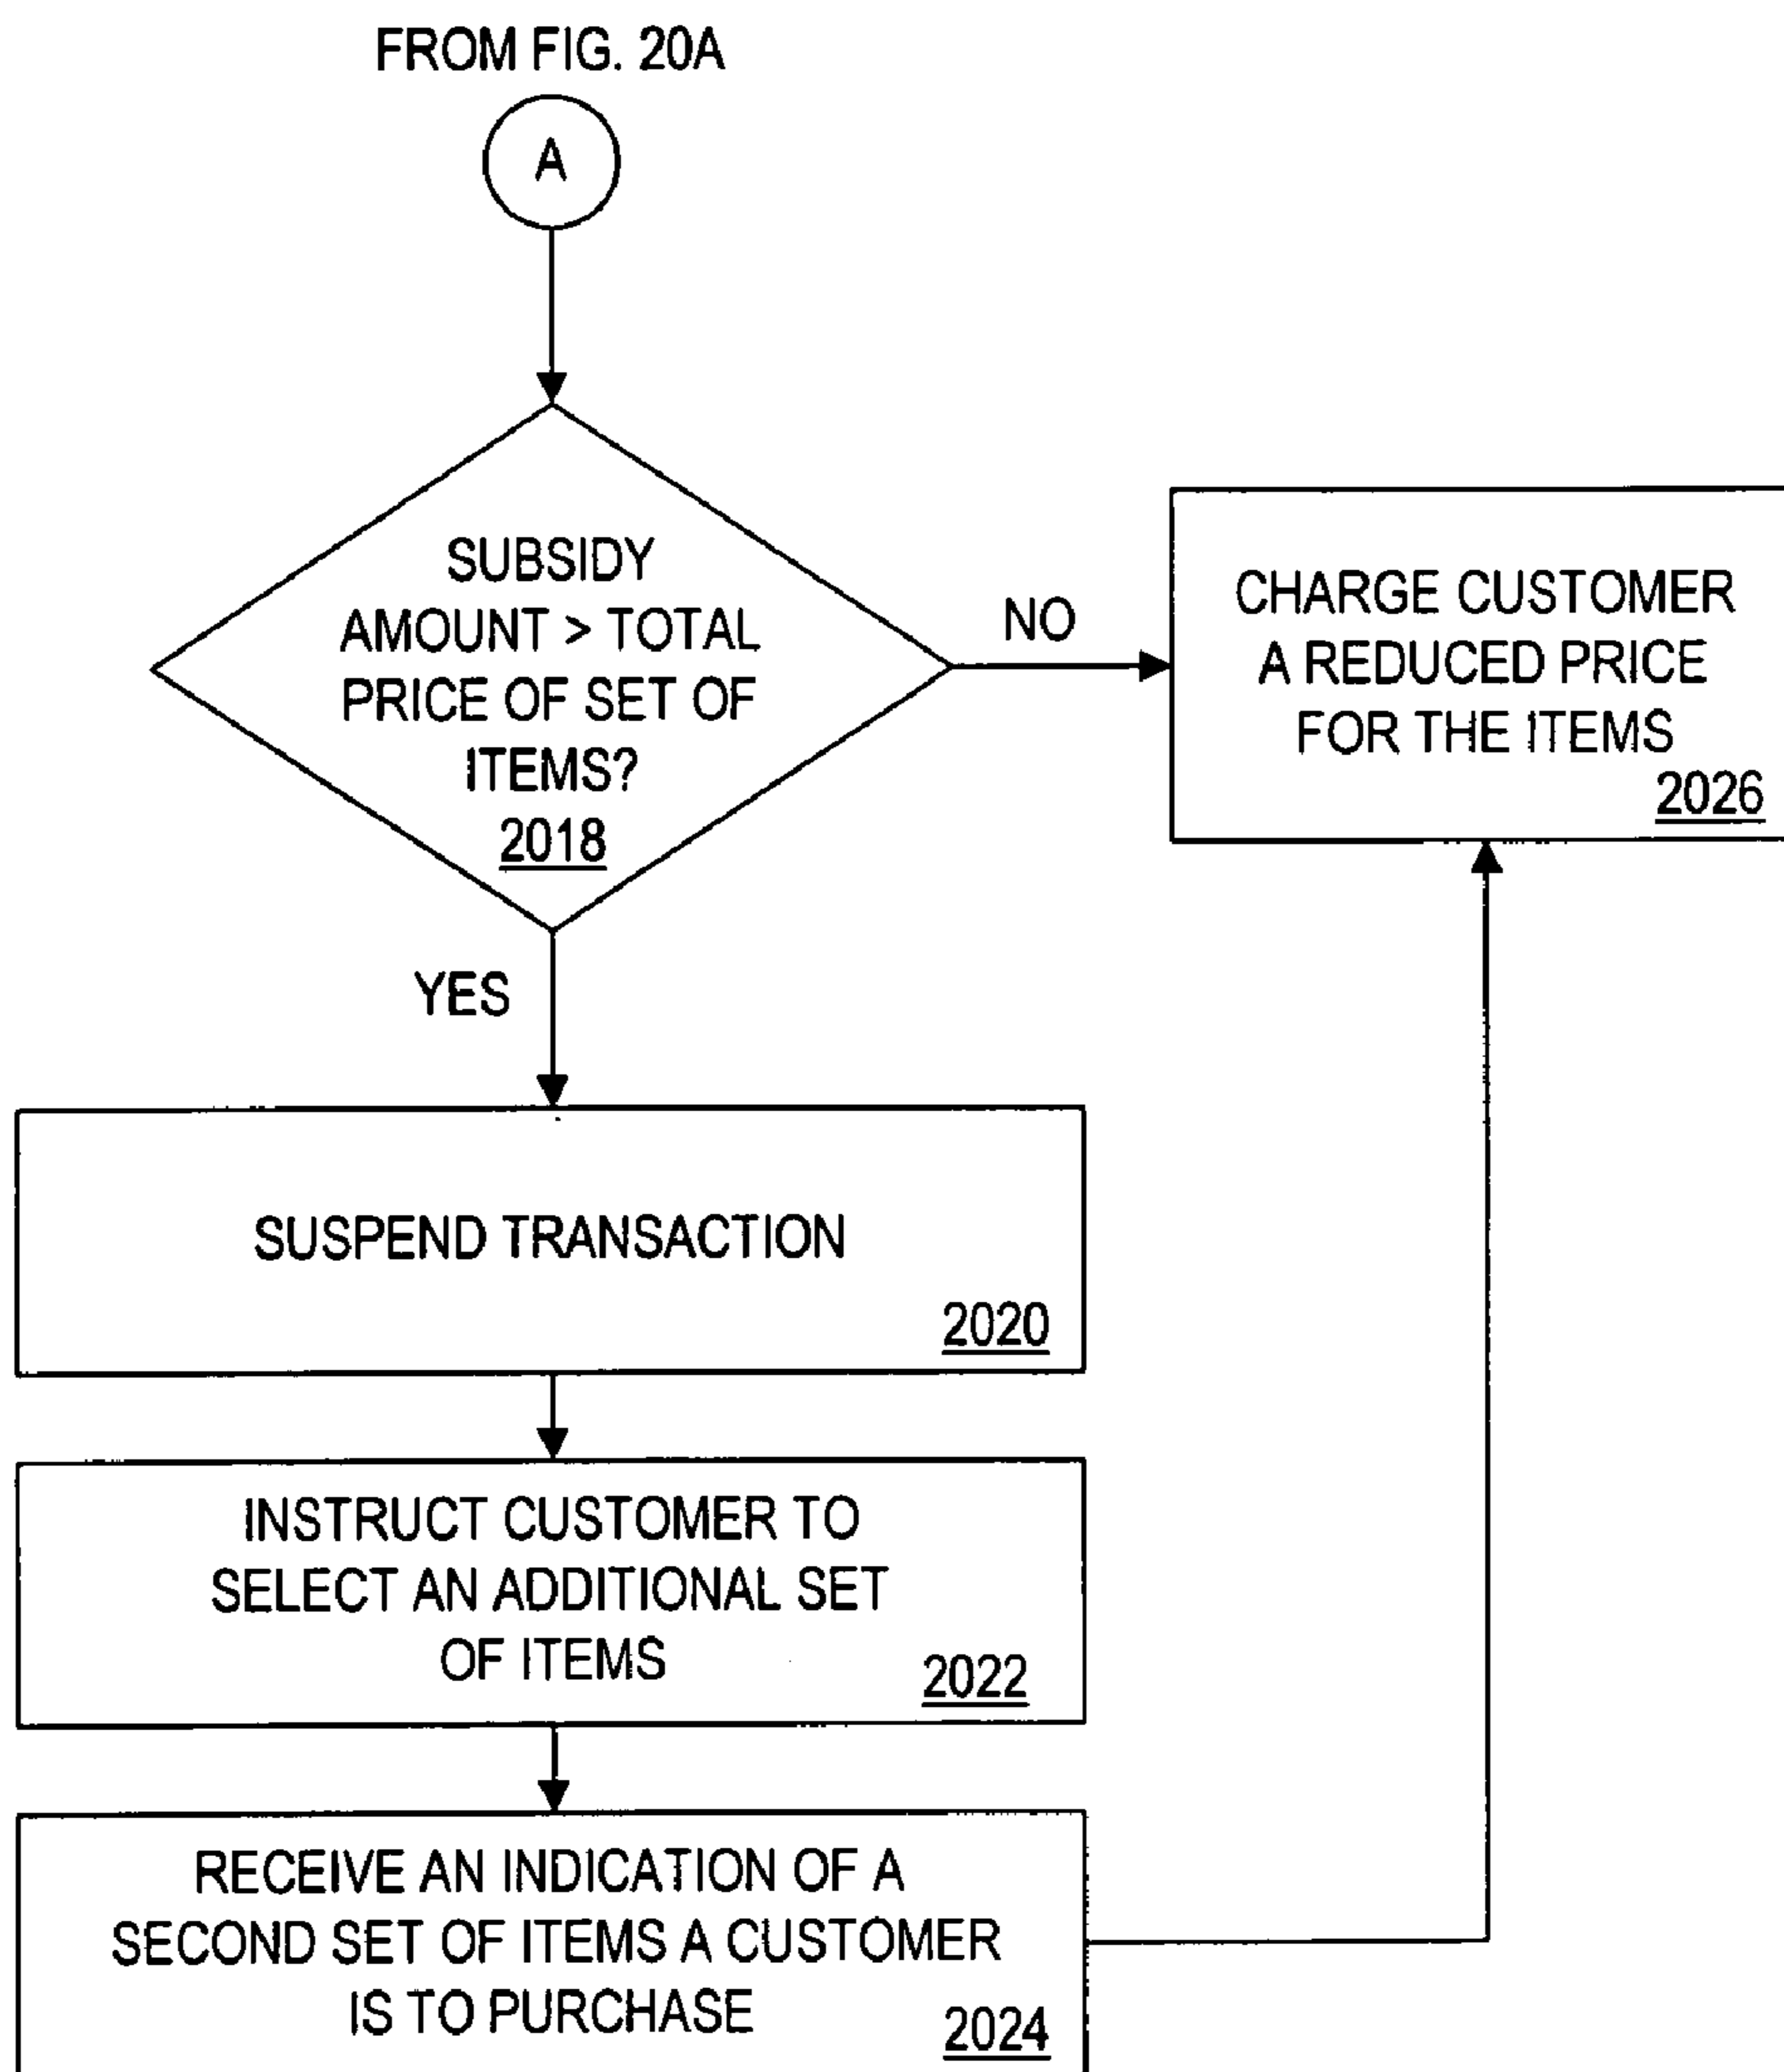 FROM FIG. 20A
A
SUBSIDY
AMOUNT > TOTAL
PRICE OF SET OF
ITEMS?
2018
NO
CHARGE CUSTOMER
A REDUCED PRICE
FOR THE ITEMS
2026
YES
SUSPEND TRANSACTION
2020
INSTRUCT CUSTOMER TO
SELECT AN ADDITIONAL SET
OF ITEMS
2022
RECEIVE AN INDICATION OF A
SECOND SET OF ITEMS A CUSTOMER
IS TO PURCHASE
2024